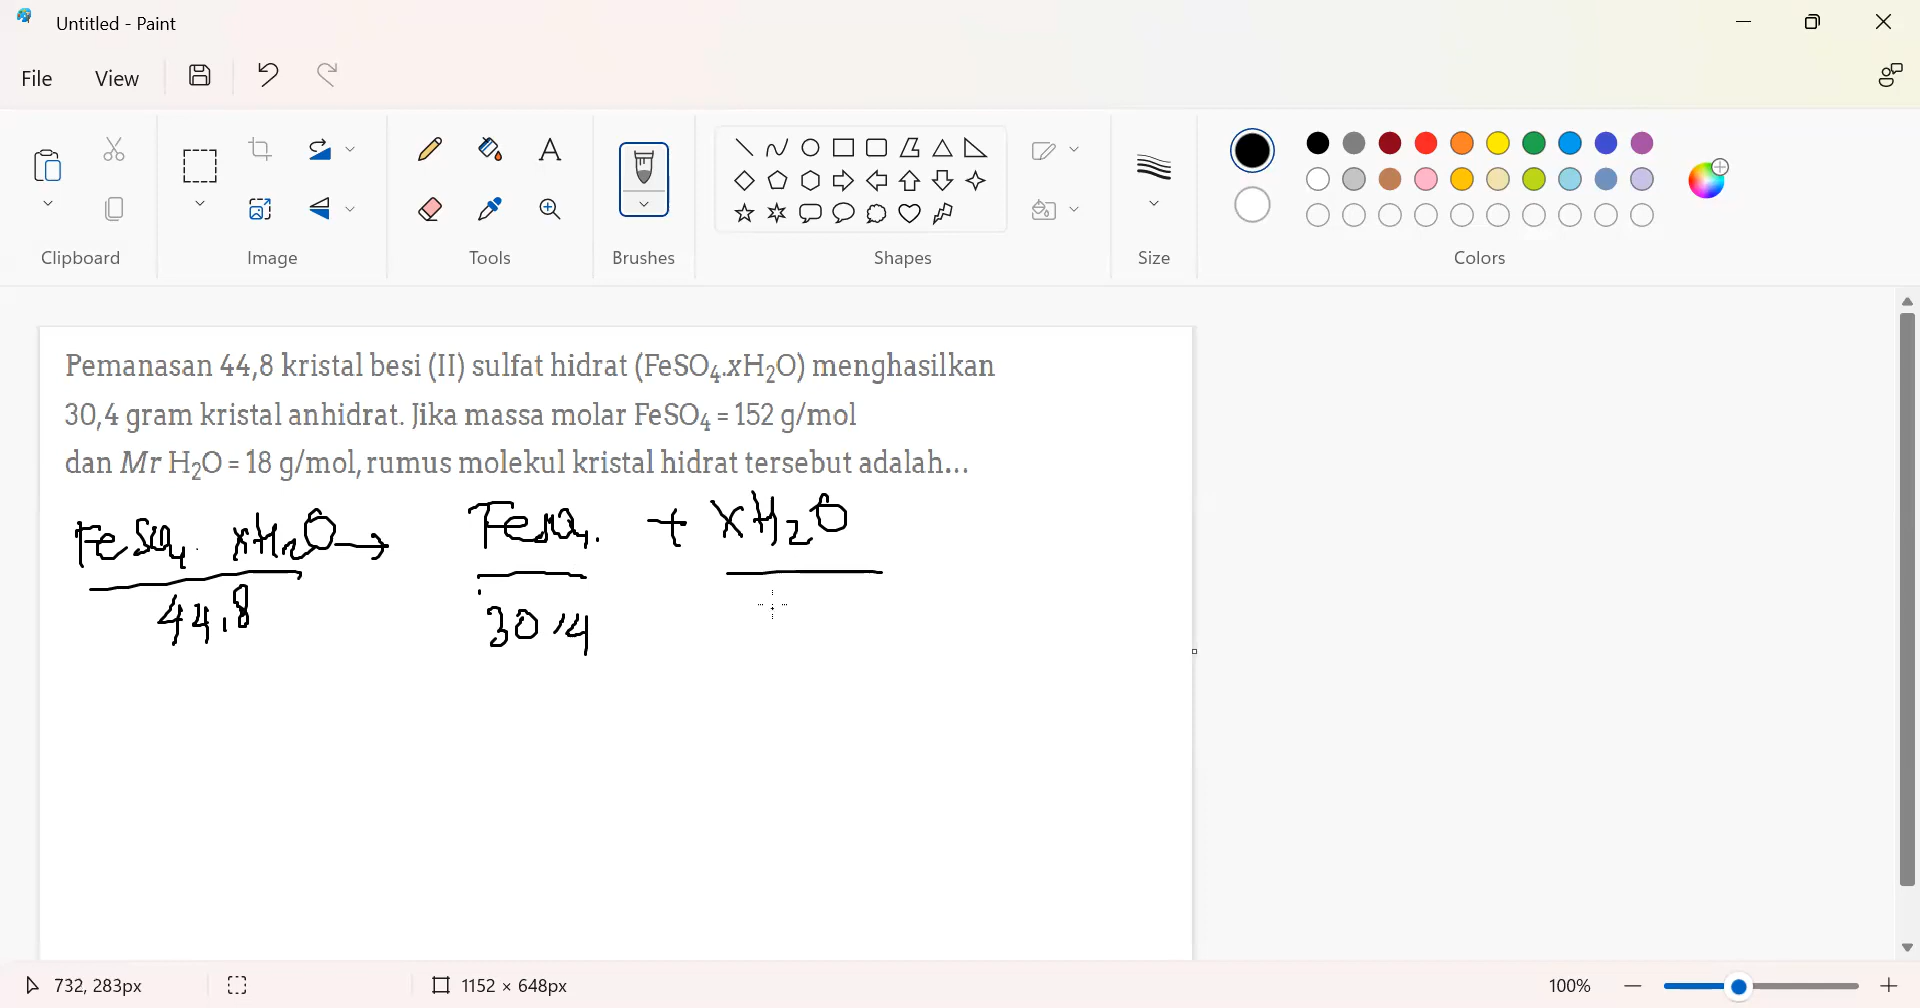 Untitled - Paint
File View
Clipboard
Image
Tools
Brushes
Shapes
Size
Colors
Pemanasan 44,8 kristal besi (II) sulfat hidrat (FeSO₄.xH₂O) menghasilkan
30,4 gram kristal anhidrat. Jika massa molar FeSO₄ = 152 g/mol
dan Mr H₂O = 18 g/mol, rumus molekul kristal hidrat tersebut adalah...
FeSO₄ . xH₂O → FeSO₄ . + xH₂O
44,8 30,4
732, 283px 1152 × 648px 100%